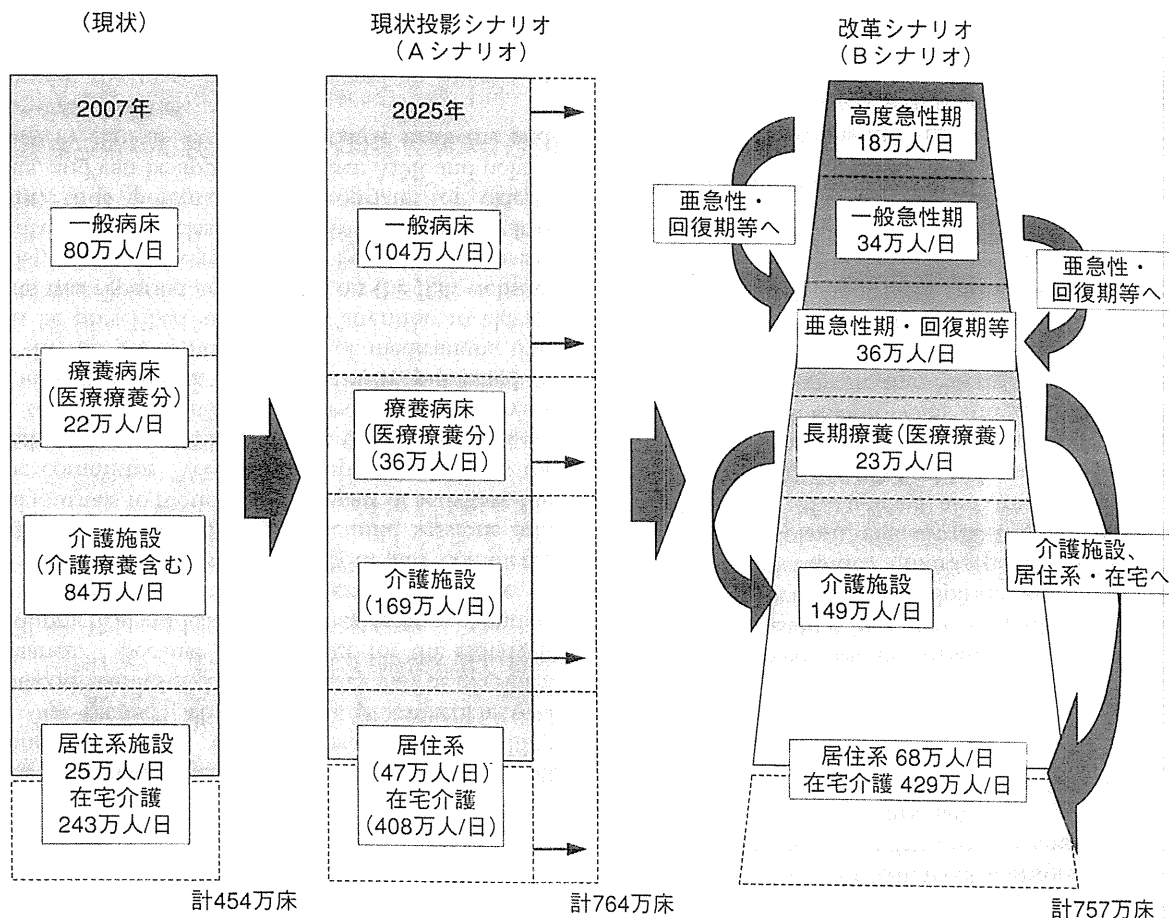 （現状）
2007年
一般病床
80万人/日
療養病床
(医療療養分)
22万人/日
介護施設
(介護療養含む)
84万人/日
居住系施設
25万人/日
在宅介護
243万人/日
計454万床
現状投影シナリオ
（Ａシナリオ）
2025年
一般病床
(104万人/日)
療養病床
(医療療養分)
(36万人/日)
介護施設
(169万人/日)
居住系
(47万人/日)
在宅介護
(408万人/日)
計764万床
改革シナリオ
（Ｂシナリオ）
高度急性期
18万人/日
一般急性期
34万人/日
亜急性・
回復期等へ
亜急性・
回復期等へ
亜急性期・回復期等
36万人/日
長期療養(医療療養)
23万人/日
介護施設
149万人/日
介護施設、
居住系・在宅へ
居住系 68万人/日
在宅介護 429万人/日
計757万床